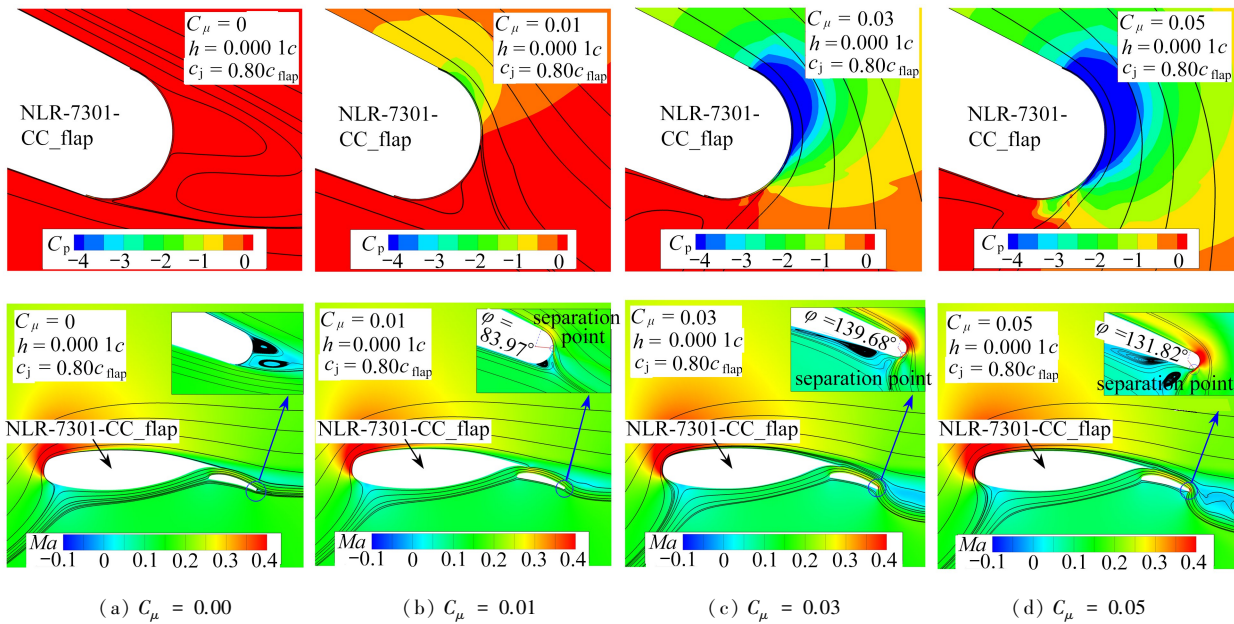 C_μ = 0
h = 0.000 1c
c_j = 0.80c_flap
NLR-7301-
CC_flap
C_p
−4 −3 −2 −1 0
C_μ = 0.01
h = 0.000 1c
c_j = 0.80c_flap
NLR-7301-
CC_flap
C_p
−4 −3 −2 −1 0
C_μ = 0.03
h = 0.000 1c
c_j = 0.80c_flap
NLR-7301-
CC_flap
C_p
−4 −3 −2 −1 0
C_μ = 0.05
h = 0.000 1c
c_j = 0.80c_flap
NLR-7301-
CC_flap
C_p
−4 −3 −2 −1 0
C_μ = 0
h = 0.000 1c
c_j = 0.80c_flap
NLR-7301-CC_flap
Ma
−0.1 0 0.1 0.2 0.3 0.4
C_μ = 0.01
h = 0.000 1c
c_j = 0.80c_flap
φ =
83.97°
separation
point
NLR-7301-CC_flap
Ma
−0.1 0 0.1 0.2 0.3 0.4
C_μ = 0.03
h = 0.000 1c
c_j = 0.80c_flap
φ =139.68°
separation point
NLR-7301-CC_flap
Ma
−0.1 0 0.1 0.2 0.3 0.4
C_μ = 0.05
h = 0.000 1c
c_j = 0.80c_flap
φ =131.82°
separation point
NLR-7301-CC_flap
Ma
−0.1 0 0.1 0.2 0.3 0.4
(a) C_μ = 0.00
(b) C_μ = 0.01
(c) C_μ = 0.03
(d) C_μ = 0.05